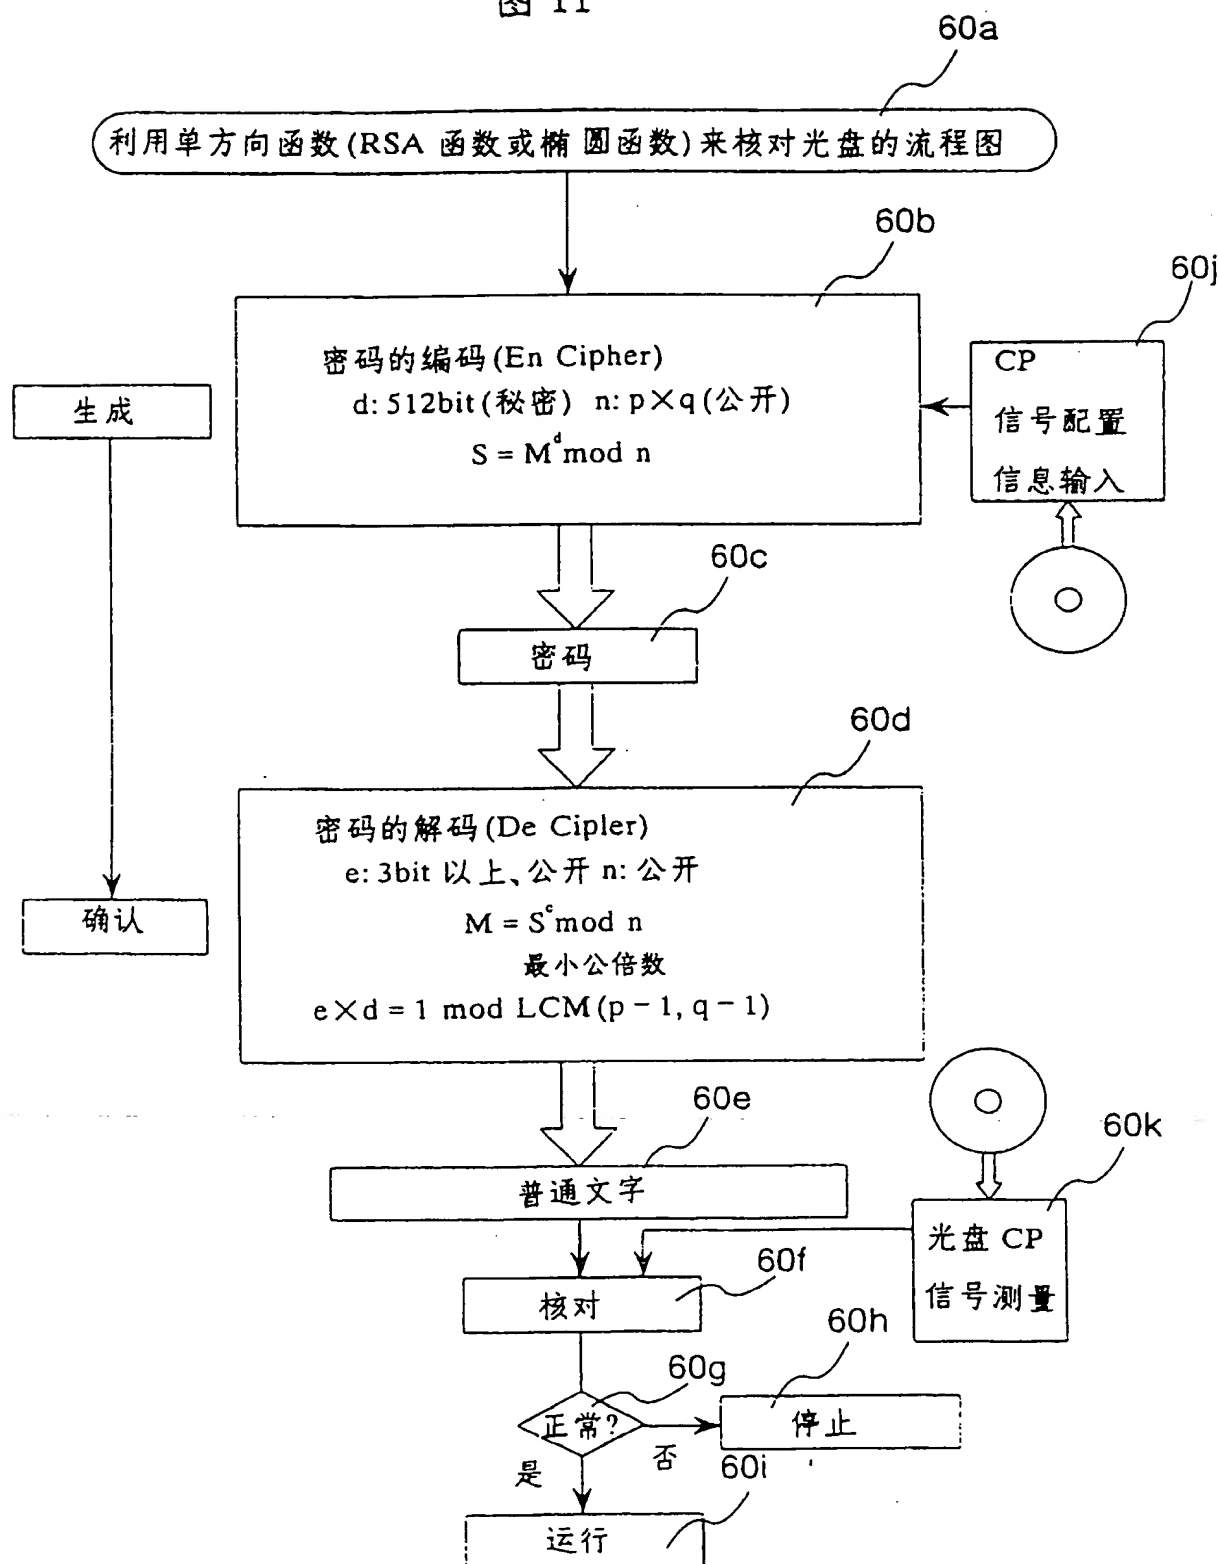 图 11
60a
利用单方向函数(RSA 函数或椭圆函数)来核对光盘的流程图
60b
60j
密码的编码(En Cipher)
d: 512bit(秘密) n: p×q(公开)
S = M^d mod n
CP
信号配置
信息输入
生成
60c
密码
60d
密码的解码(De Cipler)
e: 3bit 以上、公开 n: 公开
M = S^c mod n
最小公倍数
e×d = 1 mod LCM(p－1, q－1)
确认
60e
普通文字
60k
光盘 CP
信号测量
60f
核对
60g
正常?
60h
停止
否
是
60i
运行